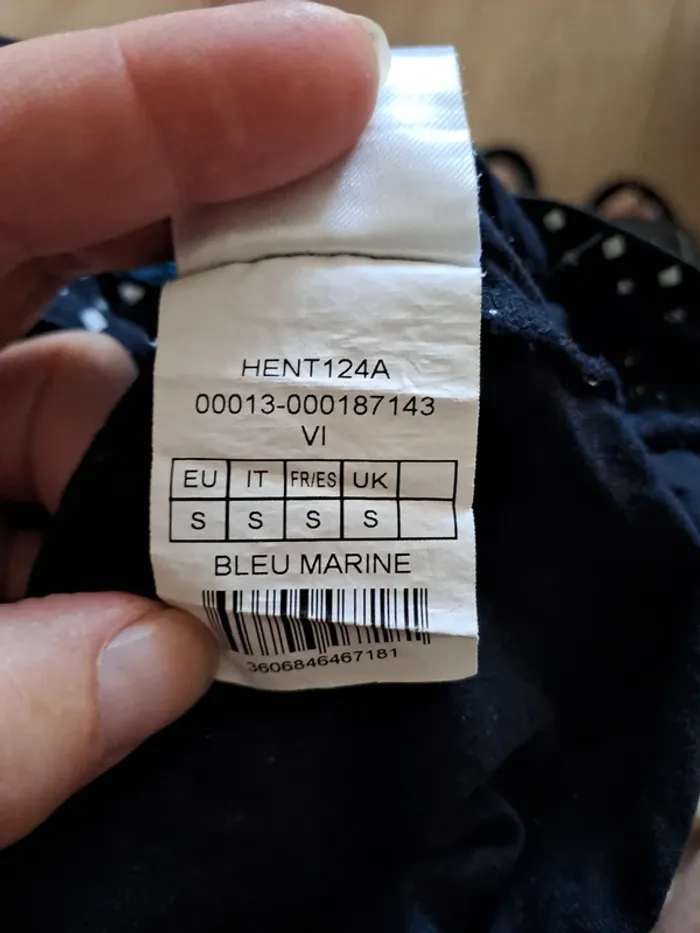 HENT124A
00013-000187143
VI
EU IT FR/ES UK
S S S S
BLEU MARINE
3606846467181